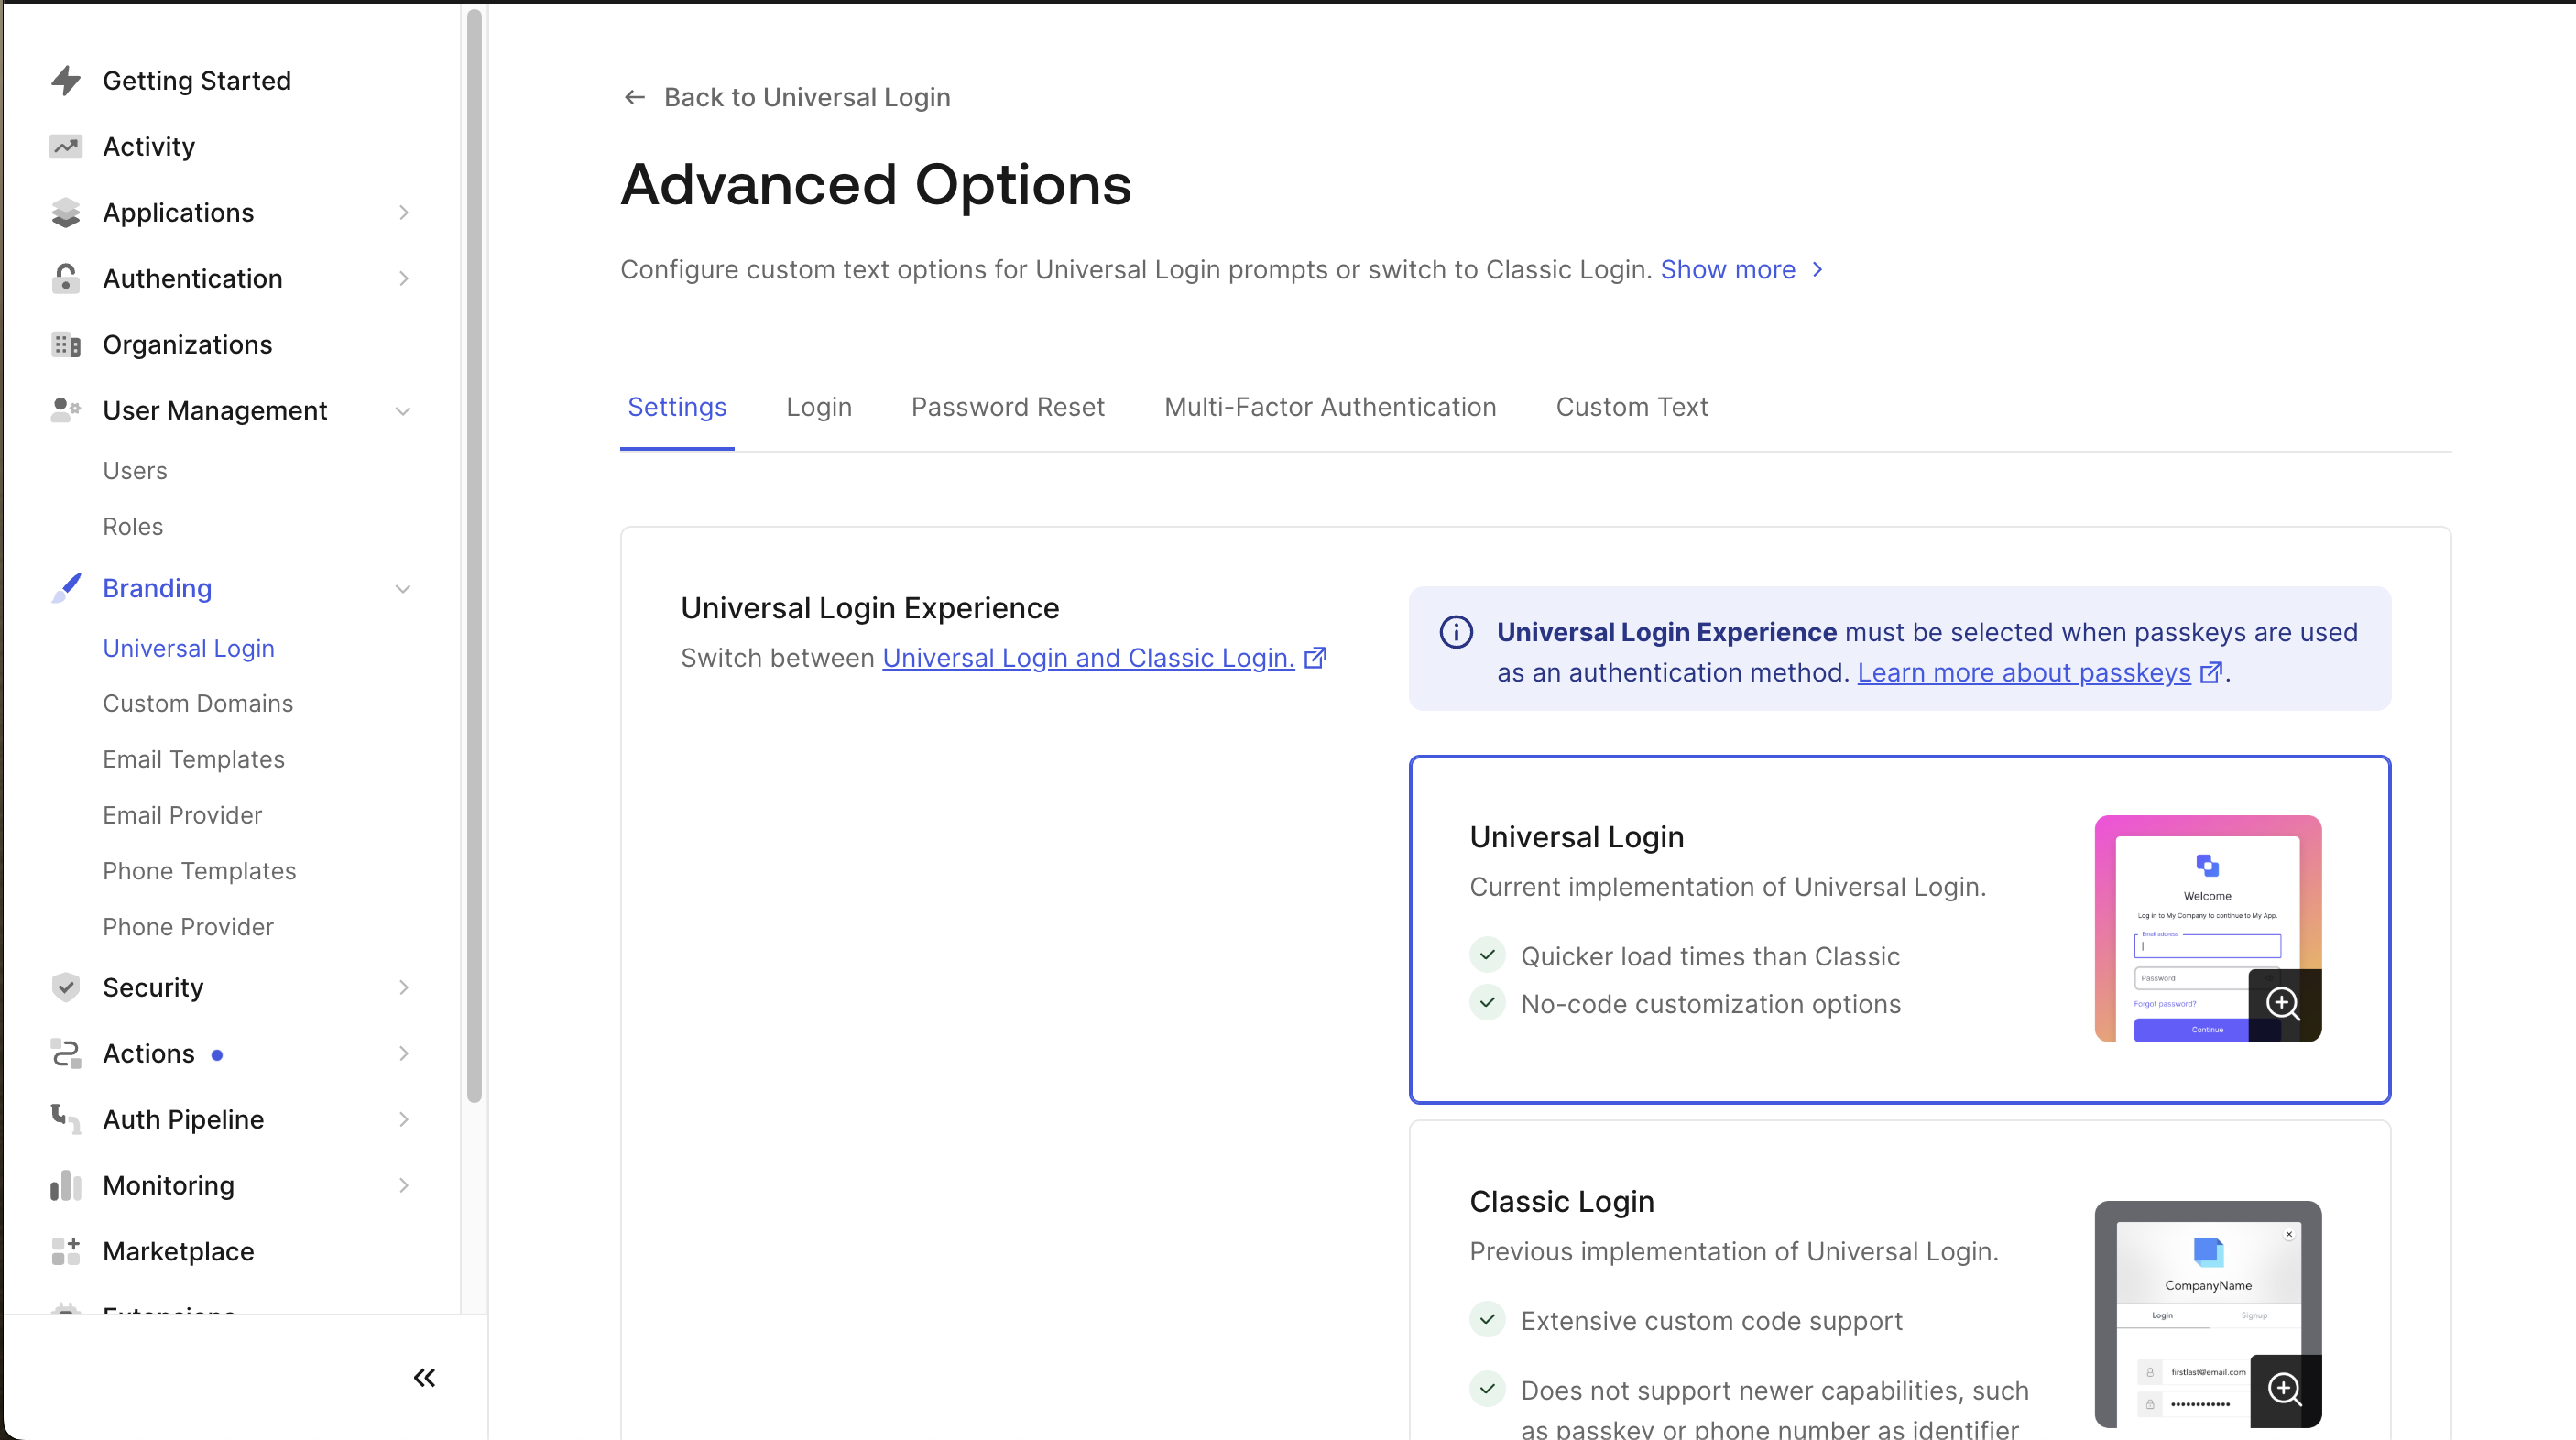 Getting Started
Activity
Applications
Authentication
Organizations
User Management
Users
Roles
Branding
Universal Login
Custom Domains
Email Templates
Email Provider
Phone Templates
Phone Provider
Security
Actions
Auth Pipeline
Monitoring
Marketplace
Extensions
Back to Universal Login
Advanced Options
Configure custom text options for Universal Login prompts or switch to Classic Login. Show more
Settings
Login
Password Reset
Multi-Factor Authentication
Custom Text
Universal Login Experience
Switch between Universal Login and Classic Login.
Universal Login Experience must be selected when passkeys are used
as an authentication method. Learn more about passkeys.
Universal Login
Current implementation of Universal Login.
Quicker load times than Classic
No-code customization options
Welcome
Log in to My Company to continue to My App.
Email address
Password
Forgot password?
Continue
Classic Login
Previous implementation of Universal Login.
Extensive custom code support
Does not support newer capabilities, such
as passkey or phone number as identifier
CompanyName
Login
Signup
firstlast@email.com